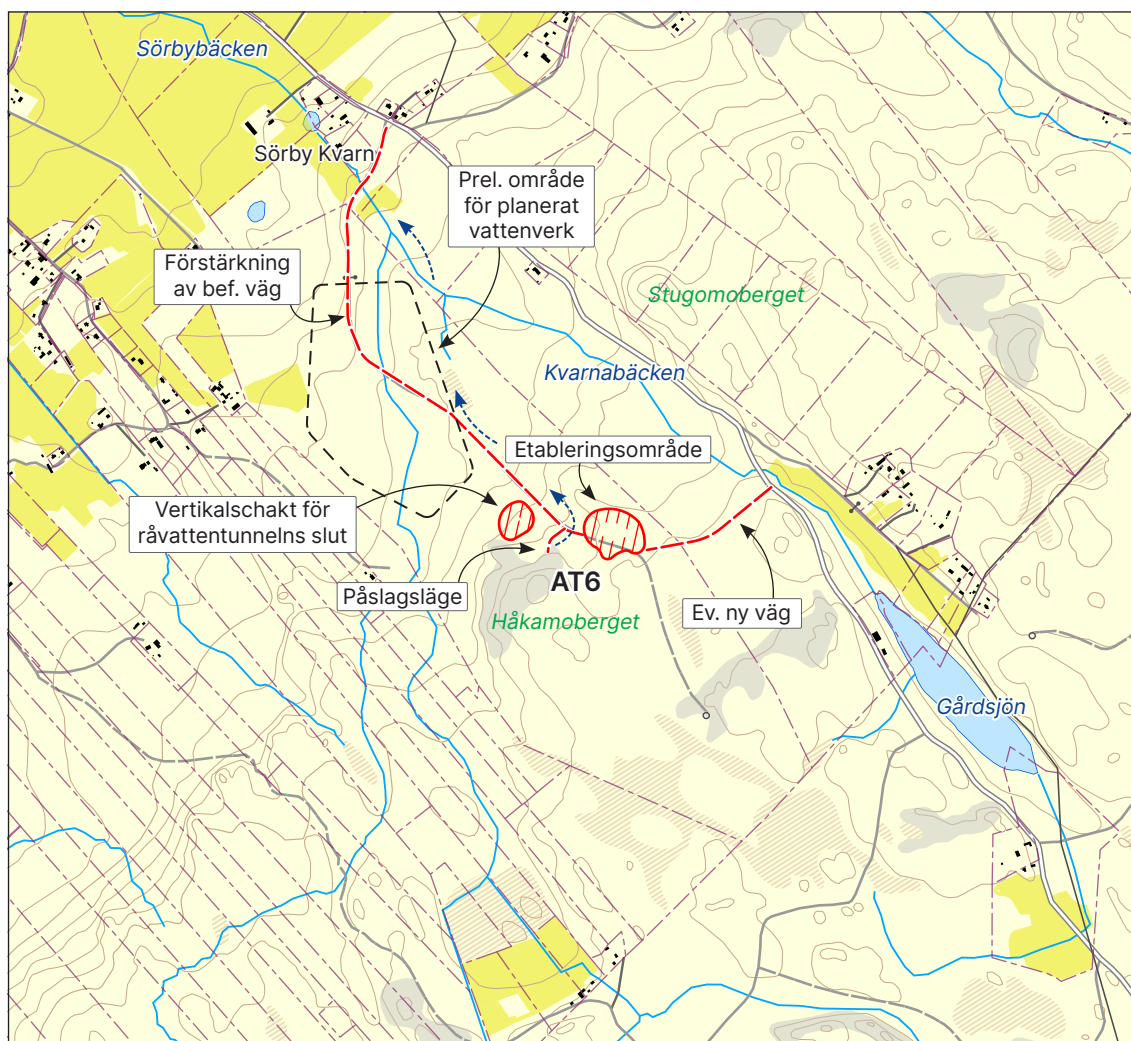 Sörbybäcken
Sörby Kvarn
Prel. område
för planerat
vattenverk
Förstärkning
av bef. väg
Stugomoberget
Kvarnabäcken
Etableringsområde
Vertikalschakt för
råvattentunnelns slut
Påslagsläge
AT6
Håkamoberget
Ev. ny väg
Gårdsjön